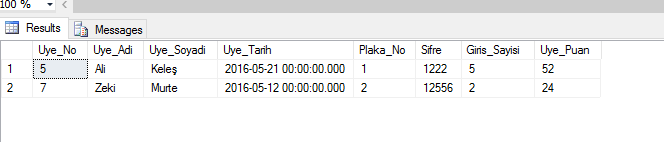 100 %
Results Messages
Uye_No Uye_Adi Uye_Soyadi Uye_Tarih Plaka_No Sifre Giris_Sayisi Uye_Puan
1 5 Ali Keleş 2016-05-21 00:00:00.000 1 1222 5 52
2 7 Zeki Murte 2016-05-12 00:00:00.000 2 12556 2 24